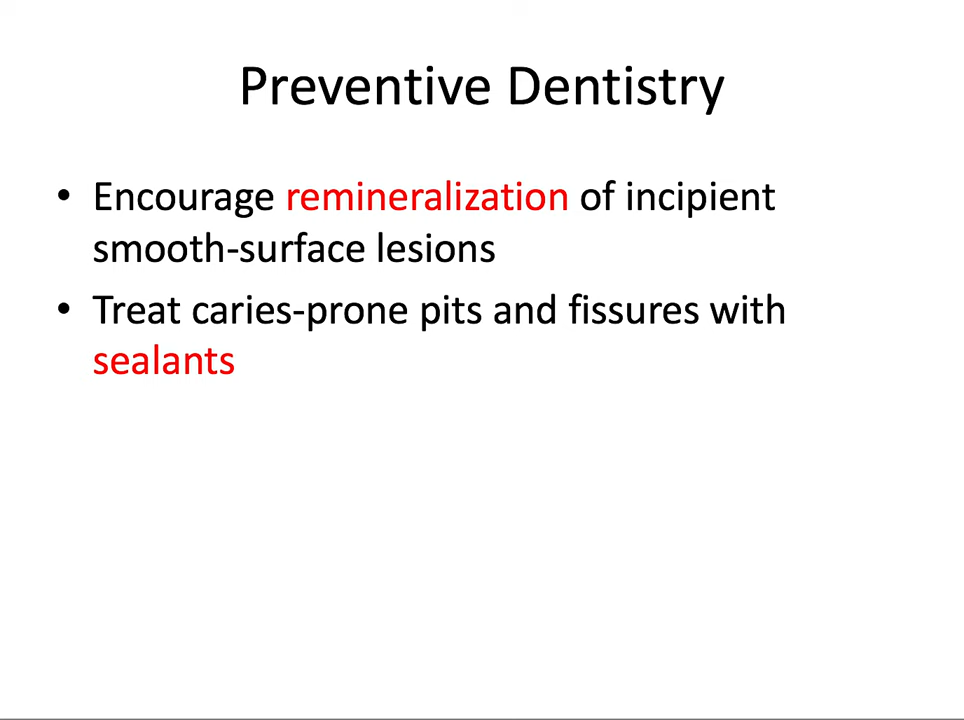 Preventive Dentistry
• Encourage remineralization of incipient
smooth-surface lesions
• Treat caries-prone pits and fissures with
sealants